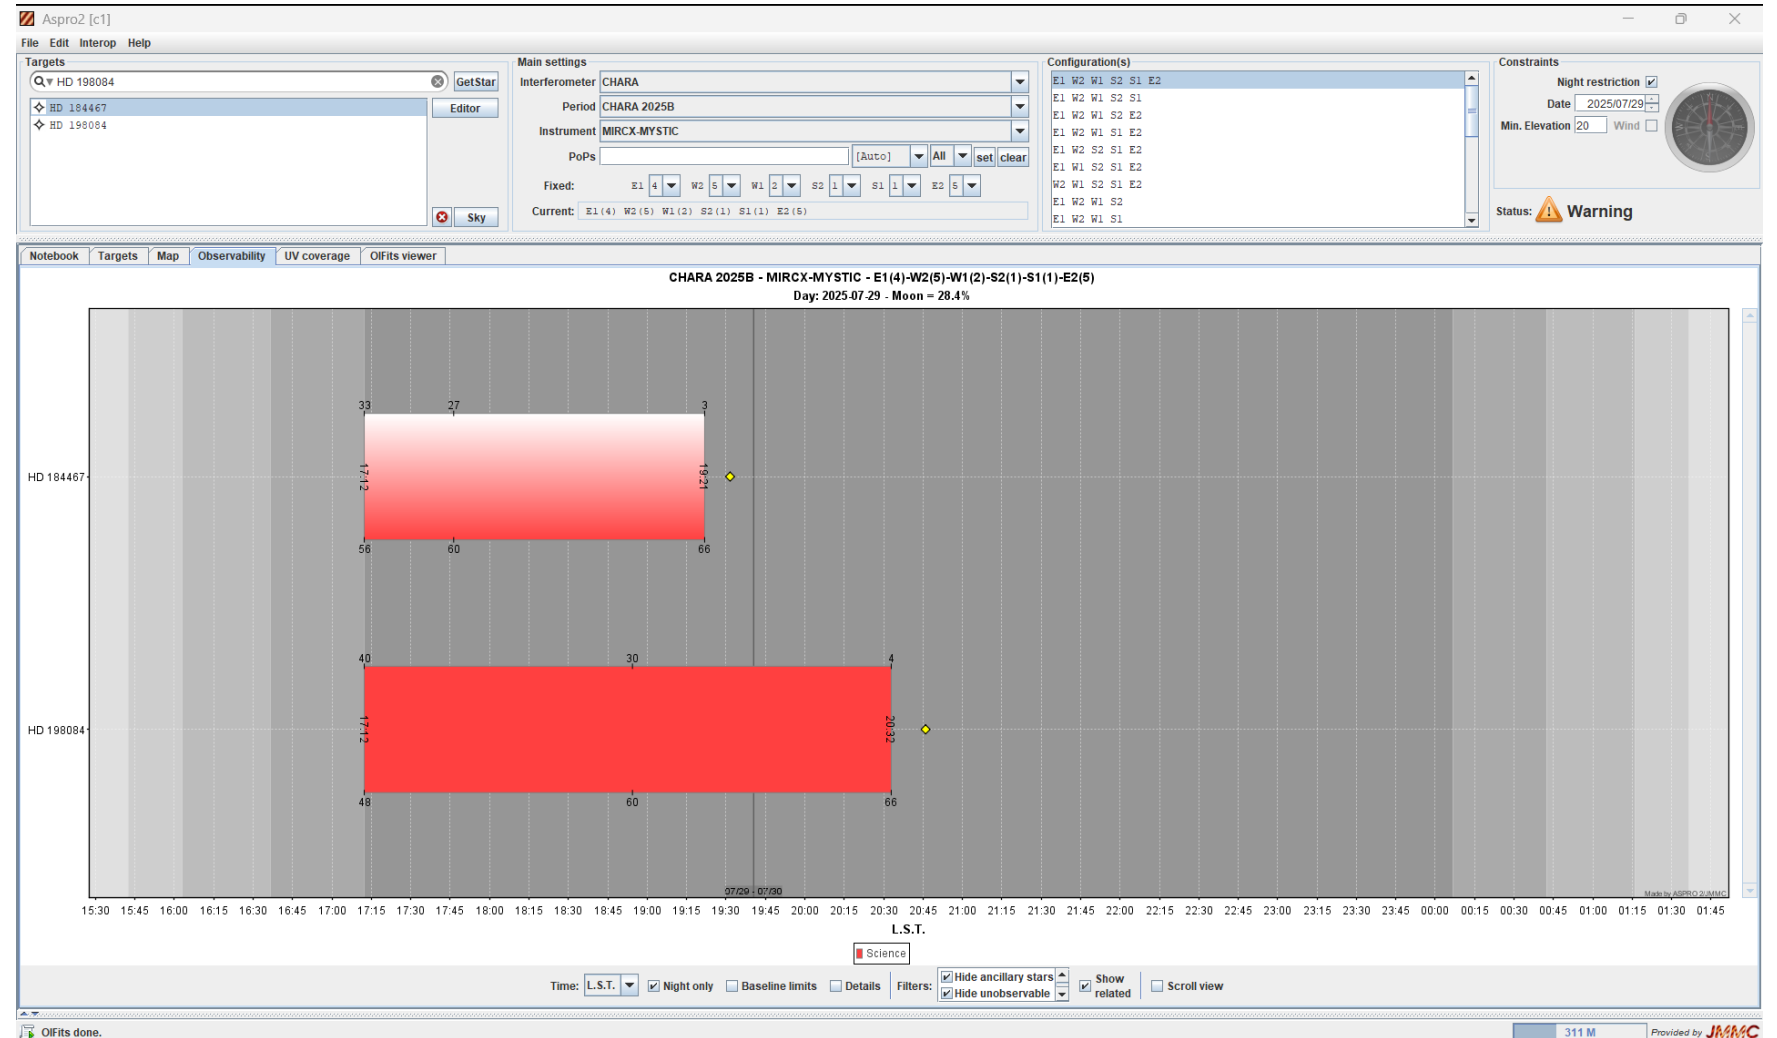 Aspro2 [c1]
File Edit Interop Help
Targets
HD 198084
GetStar
HD 184467
HD 198084
Editor
Sky
Main settings
Interferometer CHARA
Period CHARA 2025B
Instrument MIRCX-MYSTIC
PoPs [Auto] All set clear
Fixed: E1 4 W2 5 W1 2 S2 1 S1 1 E2 5
Current: E1(4) W2(5) W1(2) S2(1) S1(1) E2(5)
Configuration(s)
E1 W2 W1 S2 S1 E2
E1 W2 W1 S2 S1
E1 W2 W1 S2 E2
E1 W2 W1 S1 E2
E1 W2 S2 S1 E2
E1 W1 S2 S1 E2
W2 W1 S2 S1 E2
E1 W2 W1 S2
E1 W2 W1 S1
Constraints
Night restriction
Date 2025/07/29
Min. Elevation 20 Wind
Status: Warning
Notebook Targets Map Observability UV coverage OIFits viewer
CHARA 2025B - MIRCX-MYSTIC - E1(4)-W2(5)-W1(2)-S2(1)-S1(1)-E2(5)
Day: 2025-07-29 - Moon = 28.4%
33 27 3
HD 184467
17:12 19:21
56 60 66
40 30 4
HD 198084
17:12 20:32
48 60 66
07/29 - 07/30
Made by ASPRO 2/JMMC
15:30 15:45 16:00 16:15 16:30 16:45 17:00 17:15 17:30 17:45 18:00 18:15 18:30 18:45 19:00 19:15 19:30 19:45 20:00 20:15 20:30 20:45 21:00 21:15 21:30 21:45 22:00 22:15 22:30 22:45 23:00 23:15 23:30 23:45 00:00 00:15 00:30 00:45 01:00 01:15 01:30 01:45
L.S.T.
Science
Time: L.S.T. Night only Baseline limits Details Filters: Hide ancillary stars
Hide unobservable
Show related
Scroll view
OIFits done.
311 M
Provided by JMMC